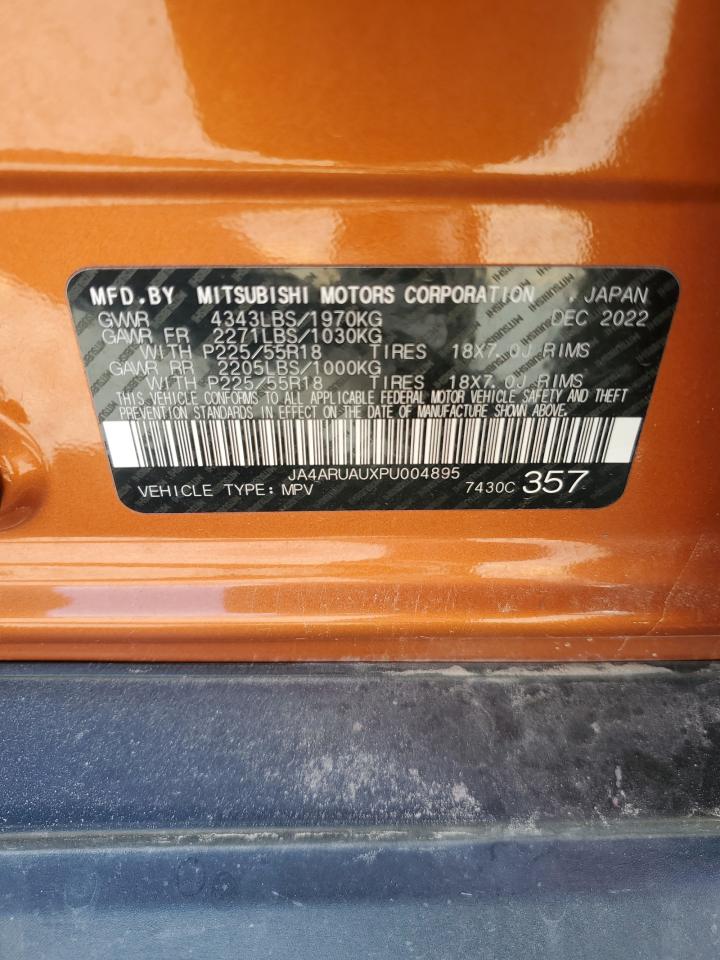 MFD.BY MITSUBISHI MOTORS CORPORATION , JAPAN
GVWR 4343LBS/1970KG DEC 2022
GAWR FR 2271LBS/1030KG
WITH P225/55R18 TIRES 18X7.0J RIMS
GAWR RR 2205LBS/1000KG
WITH P225/55R18 TIRES 18X7.0J RIMS
THIS VEHICLE CONFORMS TO ALL APPLICABLE FEDERAL MOTOR VEHICLE SAFETY AND THEFT
PREVENTION STANDARDS IN EFFECT ON THE DATE OF MANUFACTURE SHOWN ABOVE.
JA4ARUAUXPU004895
VEHICLE TYPE: MPV 7430C 357